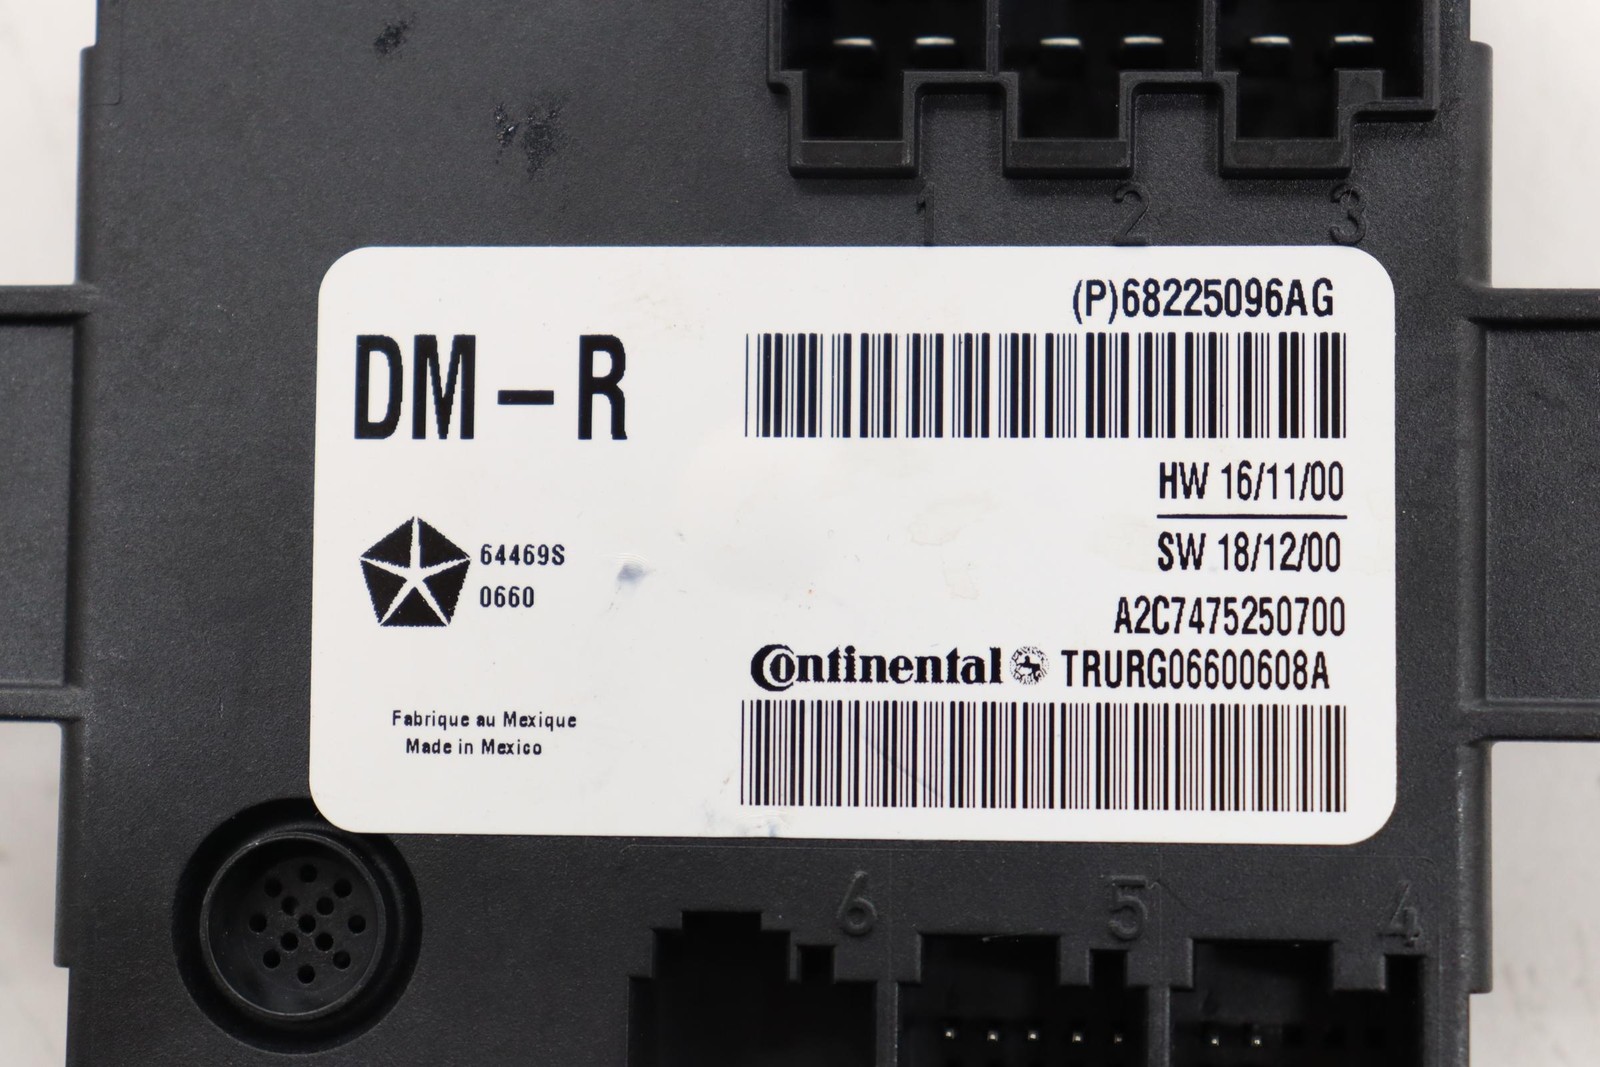 1 2 3
(P)68225096AG
DM-R
HW 16/11/00
SW 18/12/00
64469S
0660
A2C7475250700
Continental TRURG06600608A
Fabrique au Mexique
Made in Mexico
6 5 4